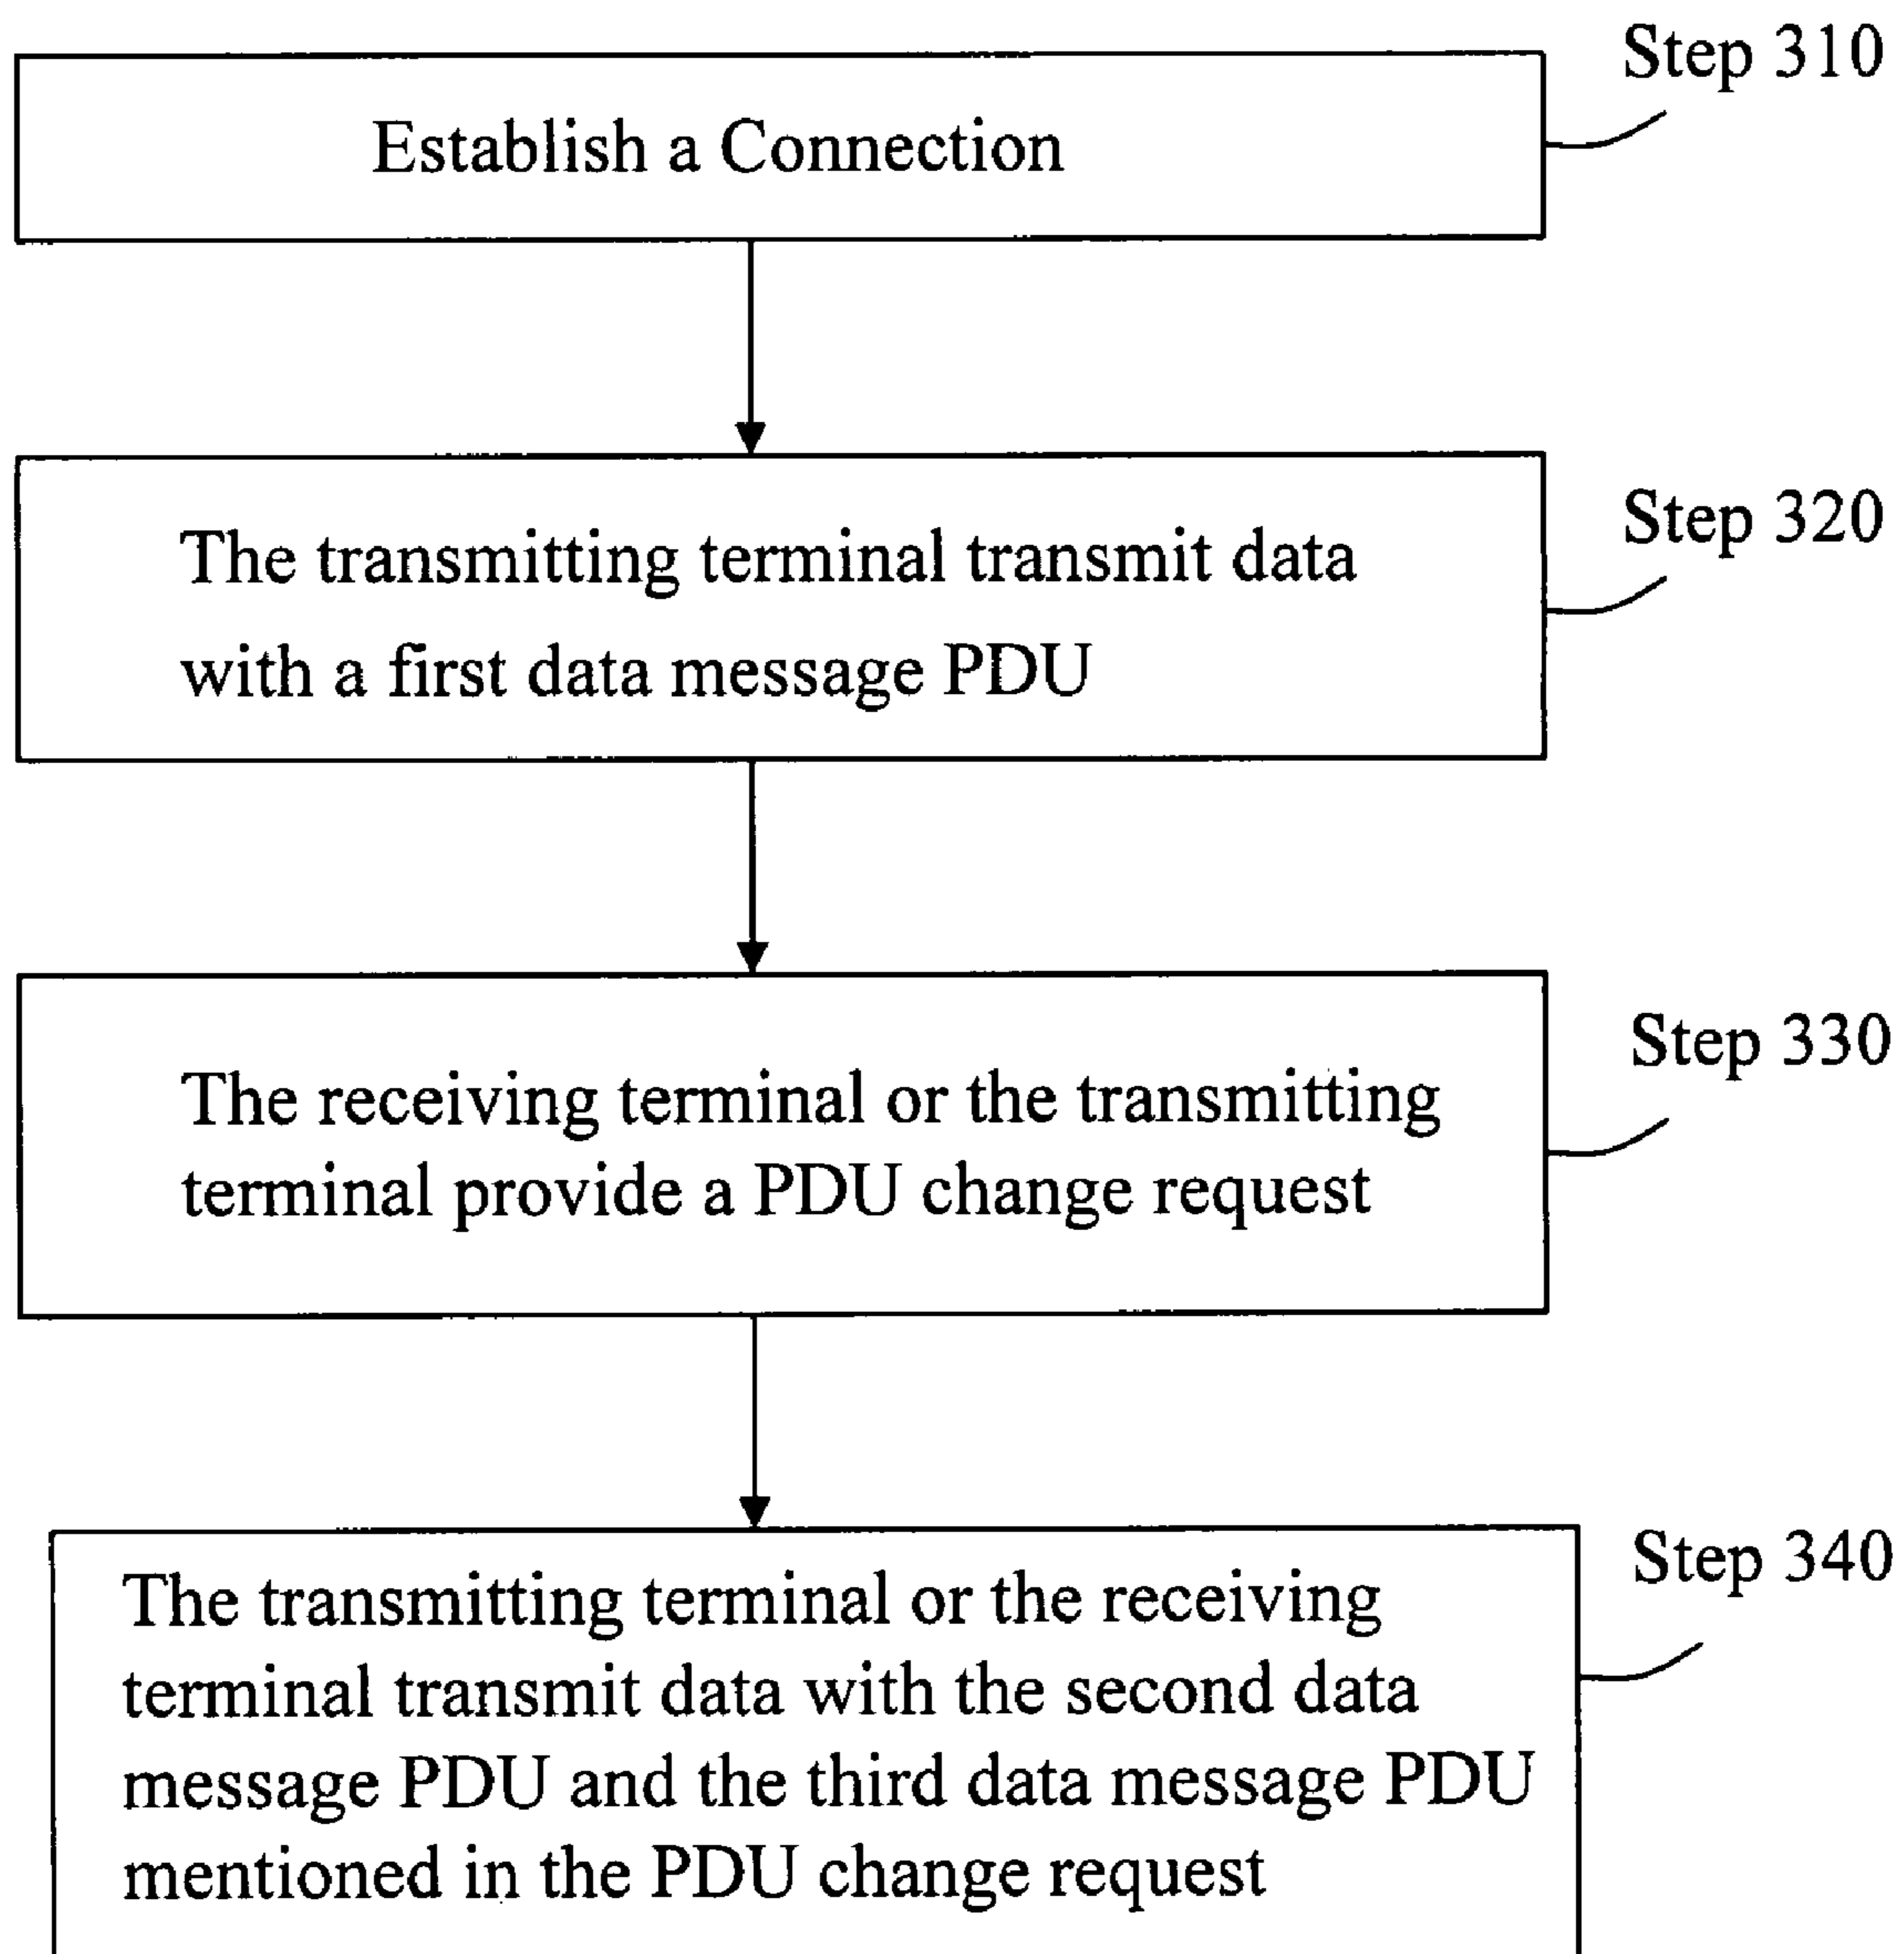 Step 310
Establish a Connection
Step 320
The transmitting terminal transmit data
with a first data message PDU
Step 330
The receiving terminal or the transmitting
terminal provide a PDU change request
Step 340
The transmitting terminal or the receiving
terminal transmit data with the second data
message PDU and the third data message PDU
mentioned in the PDU change request